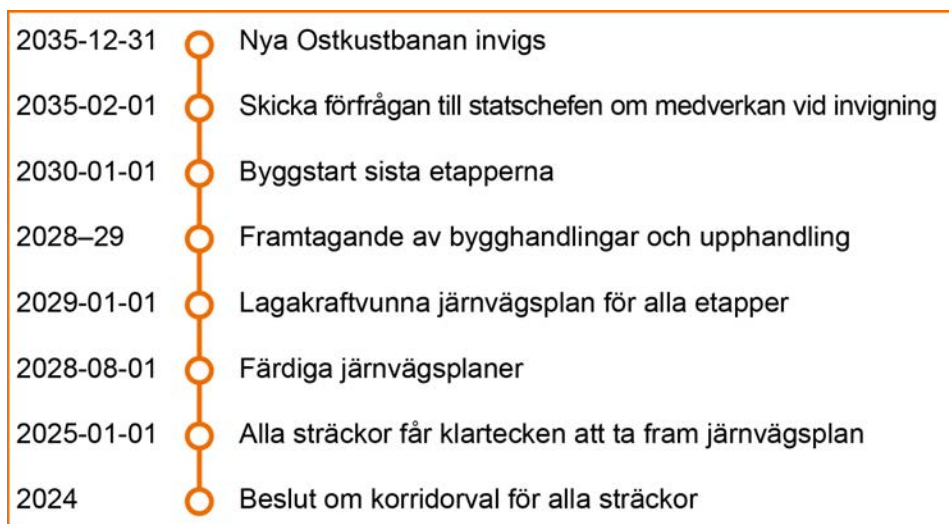 2035-12-31 Nya Ostkustbanan invigs
2035-02-01 Skicka förfrågan till statschefen om medverkan vid invigning
2030-01-01 Byggstart sista etapperna
2028–29 Framtagande av bygghandlingar och upphandling
2029-01-01 Lagakraftvunna järnvägsplan för alla etapper
2028-08-01 Färdiga järnvägsplaner
2025-01-01 Alla sträckor får klartecken att ta fram järnvägsplan
2024 Beslut om korridorval för alla sträckor